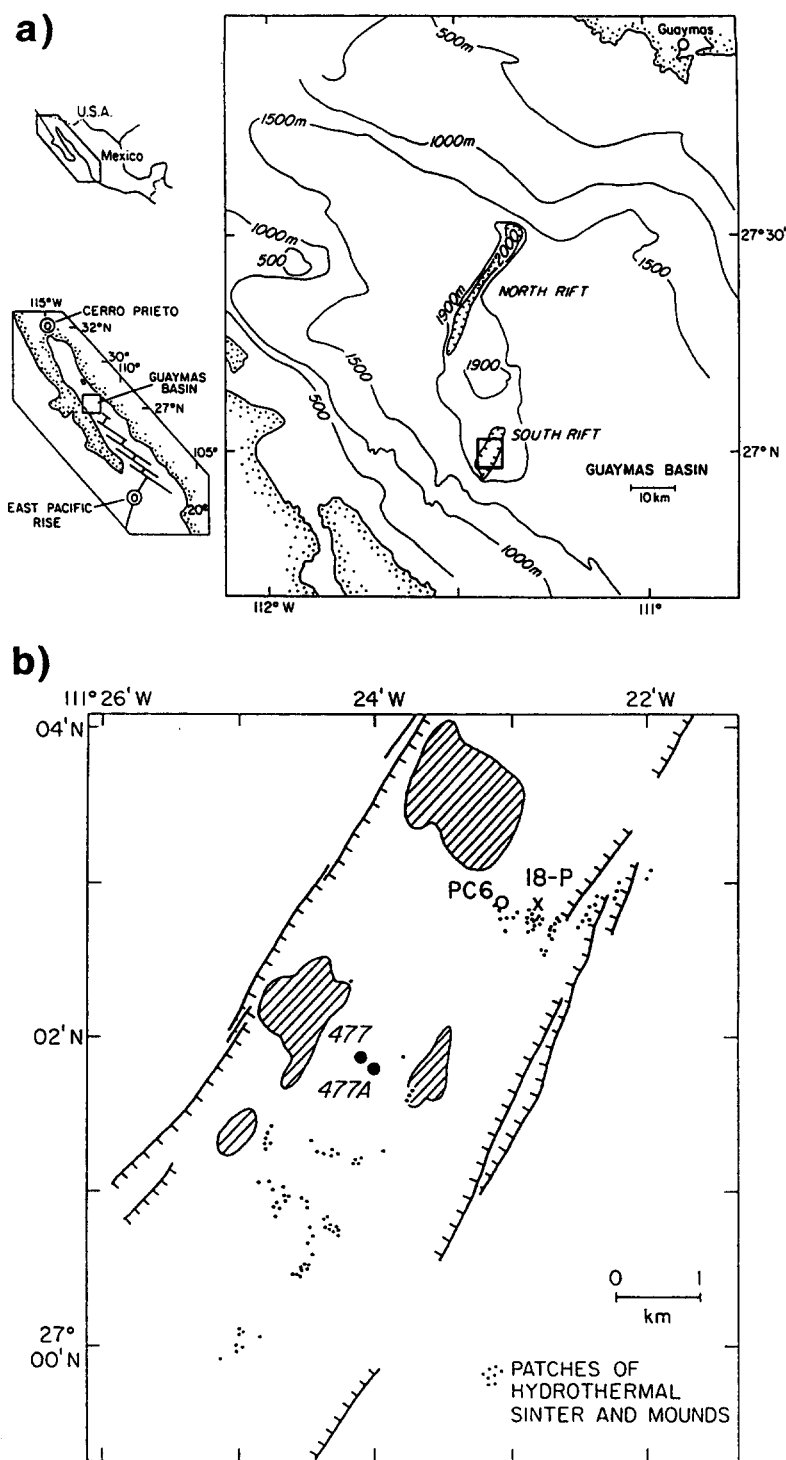 a)
U.S.A.
Mexico
115°W
CERRO PRIETO
32°N
30°
110°
GUAYMAS
BASIN
27°N
105°
EAST PACIFIC
RISE
20°
Guaymas
500m
1500m
1000m
1000m
500
27°30'
2000
1500
1900m
NORTH RIFT
1500
1900
500
SOUTH RIFT
27°N
GUAYMAS BASIN
10km
1000m
112°W
111°
b)
111°26'W
24'W
22'W
04'N
18-P
PC6
x
02'N
477
477A
0 1
km
27°
00'N
PATCHES OF
HYDROTHERMAL
SINTER AND MOUNDS